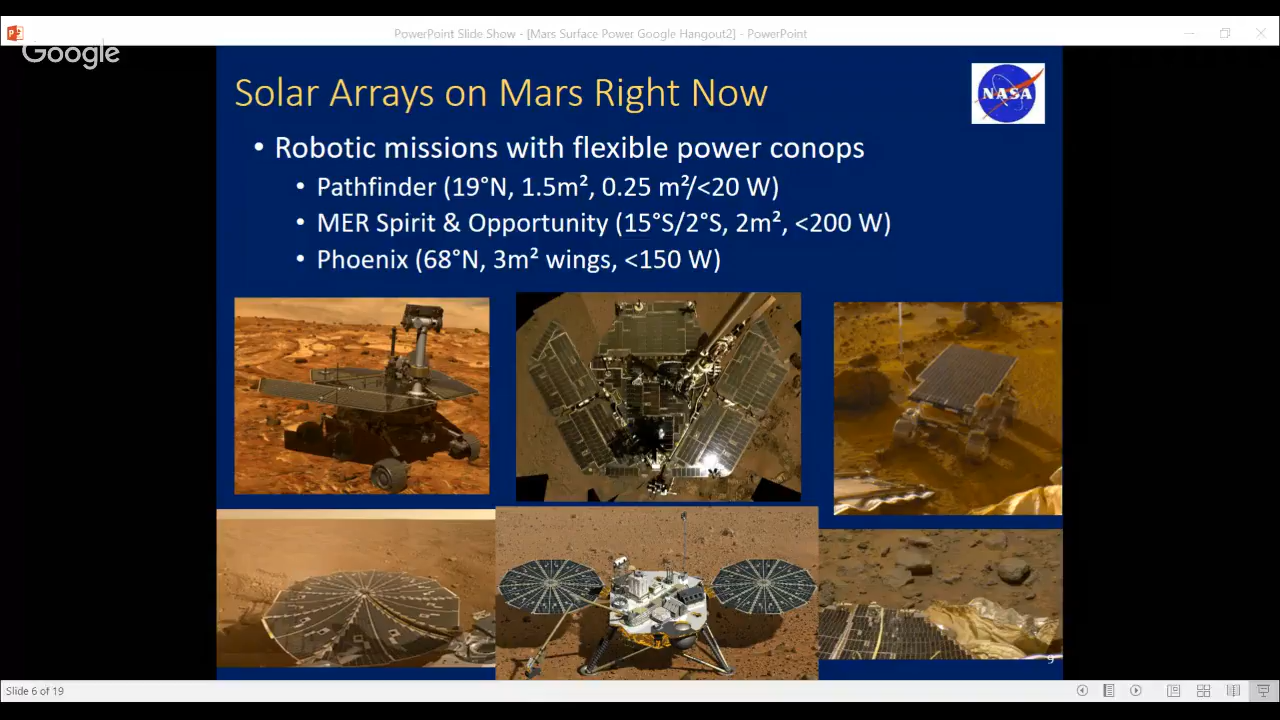 PowerPoint Slide Show - [Mars Surface Power Google Hangout2] - PowerPoint
Google
Solar Arrays on Mars Right Now
NASA
• Robotic missions with flexible power conops
• Pathfinder (19°N, 1.5m², 0.25 m²/<20 W)
• MER Spirit & Opportunity (15°S/2°S, 2m², <200 W)
• Phoenix (68°N, 3m² wings, <150 W)
9
Slide 6 of 19